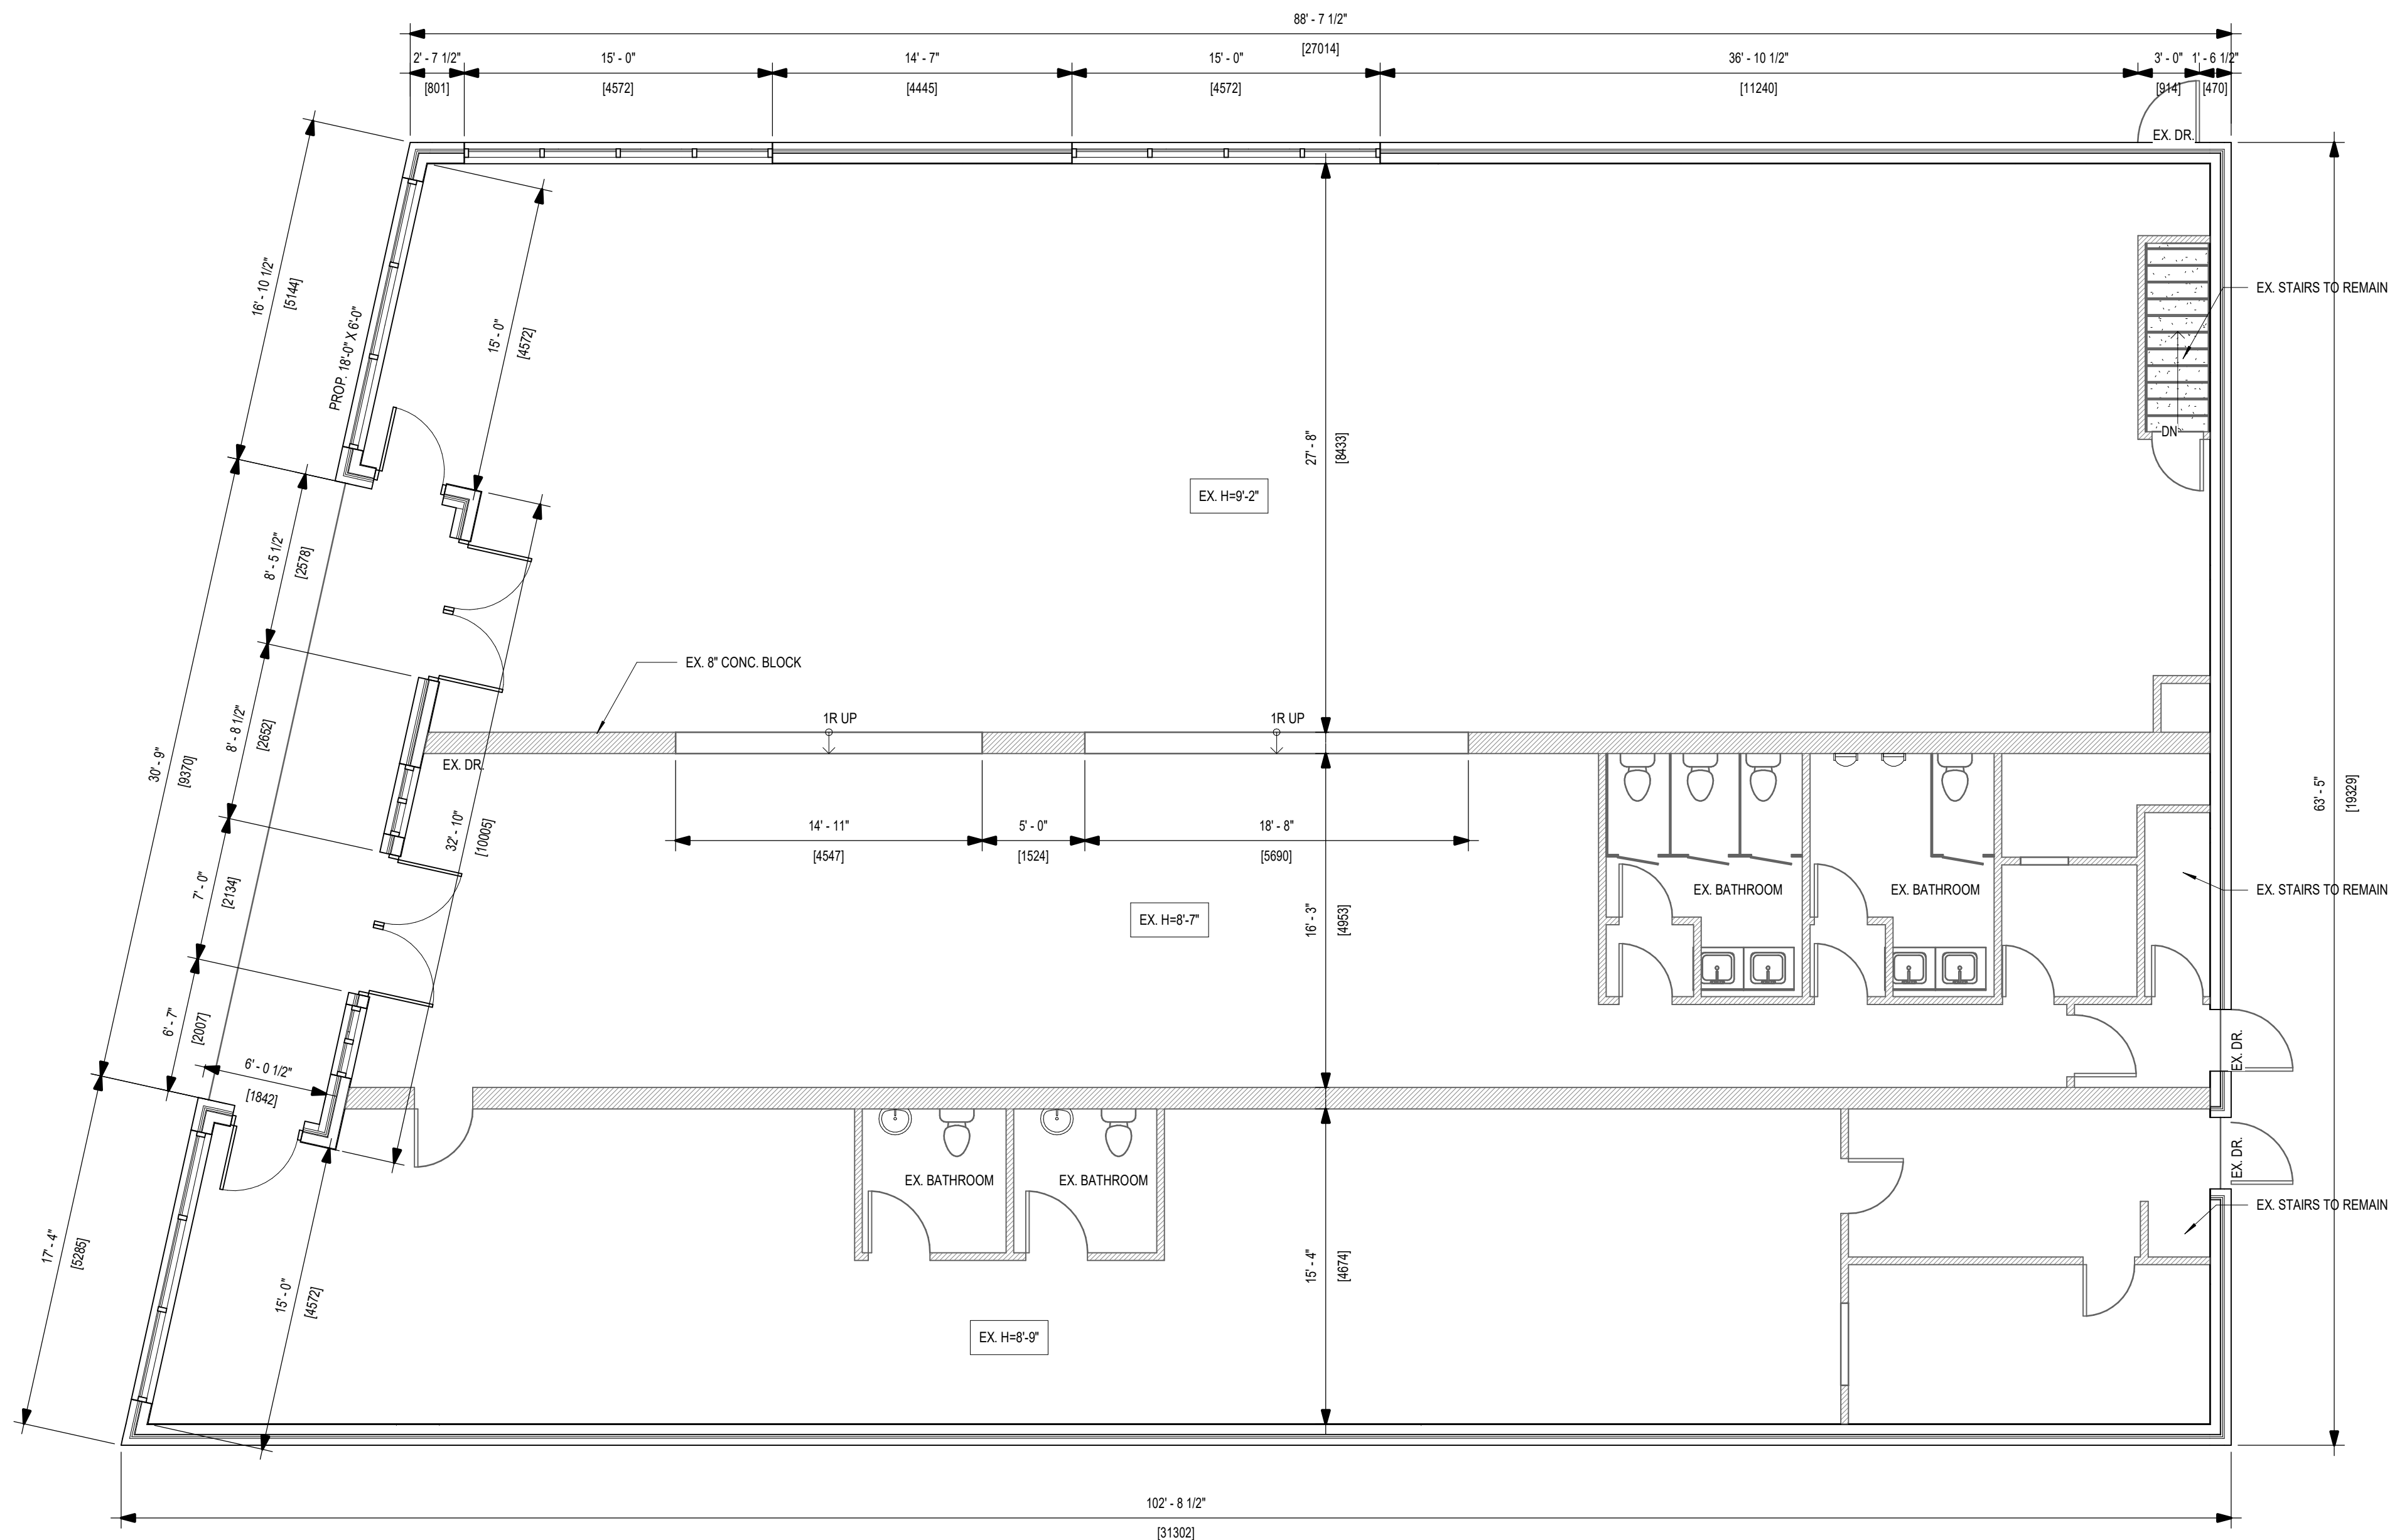 88' - 7 1/2"
[27014]
2' - 7 1/2"
15' - 0"
14' - 7"
15' - 0"
36' - 10 1/2"
3' - 0"
1' - 6 1/2"
[801]
[4572]
[4445]
[4572]
[11240]
[914]
[470]
EX. DR.
16' - 10 1/2"
[5144]
PROP. 18'-0" X 6'-0"
15' - 0"
[4572]
EX. STAIRS TO REMAIN
DN
27' - 8"
[8433]
EX. H=9'-2"
8' - 5 1/2"
[2578]
EX. 8" CONC. BLOCK
1R UP
1R UP
8' - 8 1/2"
[2652]
30' - 9"
[9370]
EX. DR.
32' - 10"
[10005]
14' - 11"
[4547]
5' - 0"
[1524]
18' - 8"
[5690]
63' - 5"
[19329]
EX. BATHROOM
EX. BATHROOM
EX. STAIRS TO REMAIN
7' - 0"
[2134]
EX. H=8'-7"
16' - 3"
[4953]
6' - 7"
[2007]
6' - 0 1/2"
[1842]
EX. DR.
EX. DR.
EX. BATHROOM
EX. BATHROOM
EX. STAIRS TO REMAIN
17' - 4"
[5285]
15' - 0"
[4572]
15' - 4"
[4674]
EX. H=8'-9"
102' - 8 1/2"
[31302]